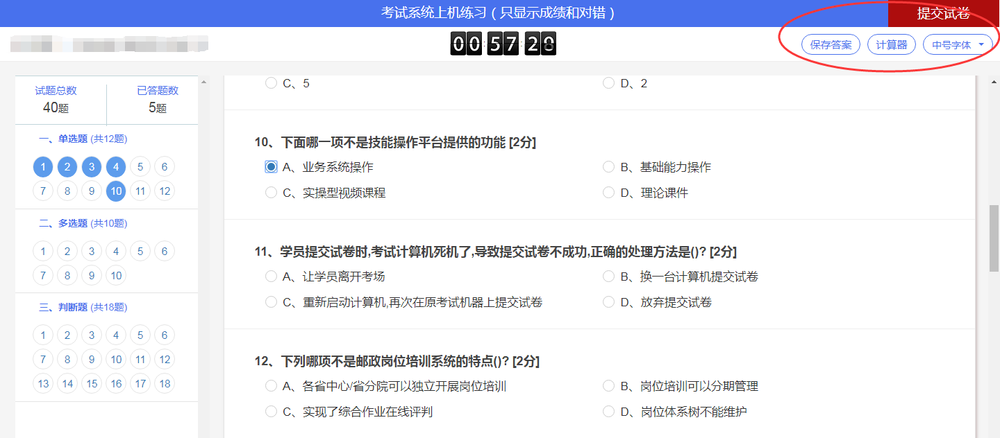 考试系统上机练习（只显示成绩和对错）
提交试卷
00:57:28
保存答案 计算器 中号字体
试题总数 已答题数
40题 5题
一、单选题 (共12题)
1 2 3 4 5 6
7 8 9 10 11 12
二、多选题 (共10题)
1 2 3 4 5 6
7 8 9 10
三、判断题 (共18题)
1 2 3 4 5 6
7 8 9 10 11 12
13 14 15 16 17 18
C、5 D、2
10、下面哪一项不是技能操作平台提供的功能 [2分]
A、业务系统操作 B、基础能力操作
C、实操型视频课程 D、理论课件
11、学员提交试卷时,考试计算机死机了,导致提交试卷不成功,正确的处理方法是()? [2分]
A、让学员离开考场 B、换一台计算机提交试卷
C、重新启动计算机,再次在原考试机器上提交试卷 D、放弃提交试卷
12、下列哪项不是邮政岗位培训系统的特点()? [2分]
A、各省中心/省分院可以独立开展岗位培训 B、岗位培训可以分期管理
C、实现了综合作业在线评判 D、岗位体系树不能维护